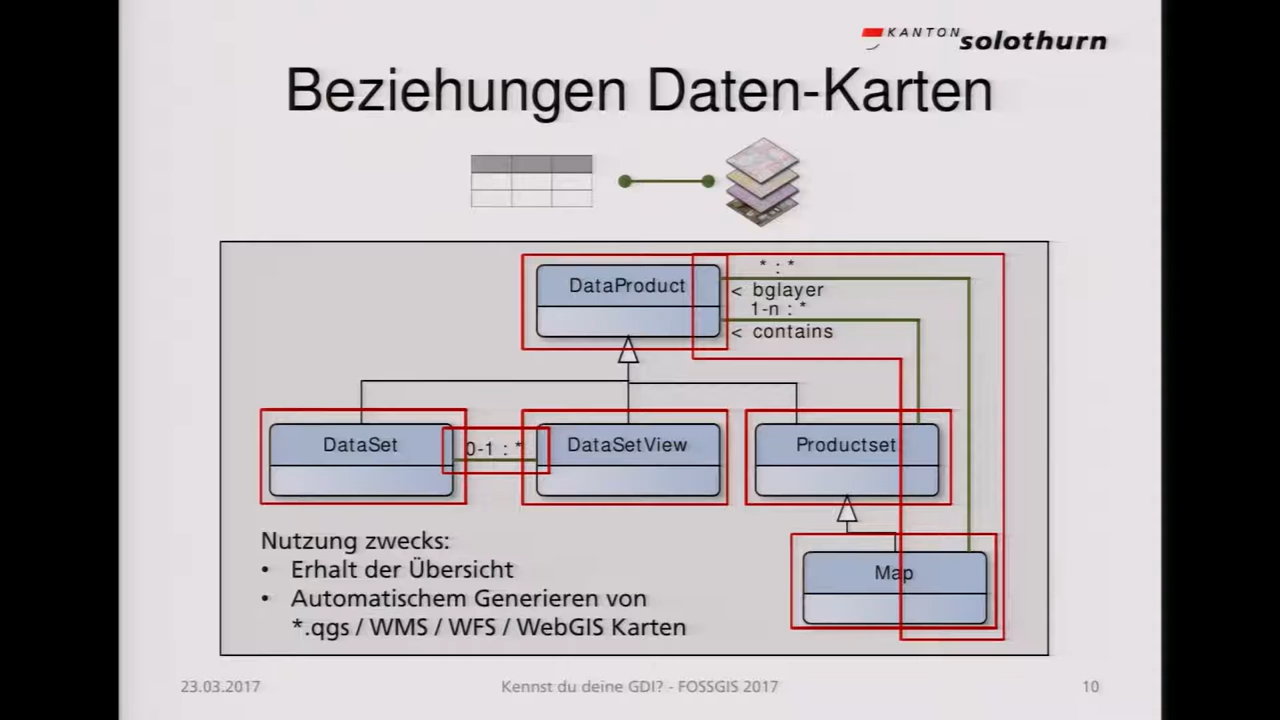 KANTON solothurn
Beziehungen Daten-Karten
* : *
DataProduct
< bglayer
1-n : *
< contains
DataSet
0-1 : *
DataSetView
Productset
Map
Nutzung zwecks:
• Erhalt der Übersicht
• Automatischem Generieren von
*.qgs / WMS / WFS / WebGIS Karten
23.03.2017
Kennst du deine GDI? - FOSSGIS 2017
10